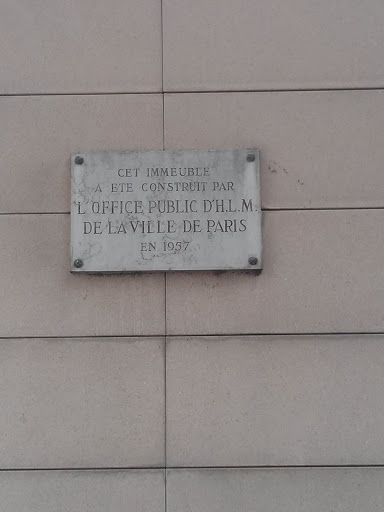 CET IMMEUBLE
A ETE CONSTRUIT PAR
L'OFFICE PUBLIC D'H.L.M.
DE LA VILLE DE PARIS
EN 1957